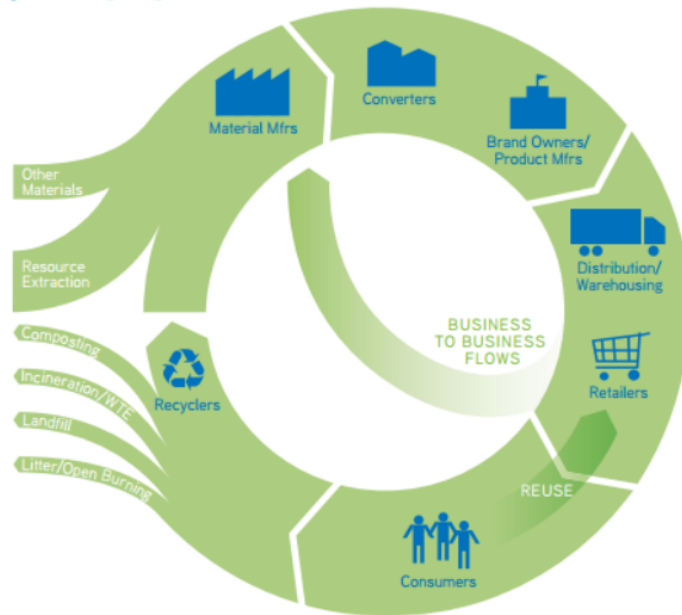 Material Mfrs
Converters
Brand Owners/
Product Mfrs
Other
Materials
Resource
Extraction
Distribution/
Warehousing
BUSINESS
TO BUSINESS
FLOWS
Retailers
Composting
Incineration/WTE
Landfill
Litter/Open Burning
Recyclers
REUSE
Consumers